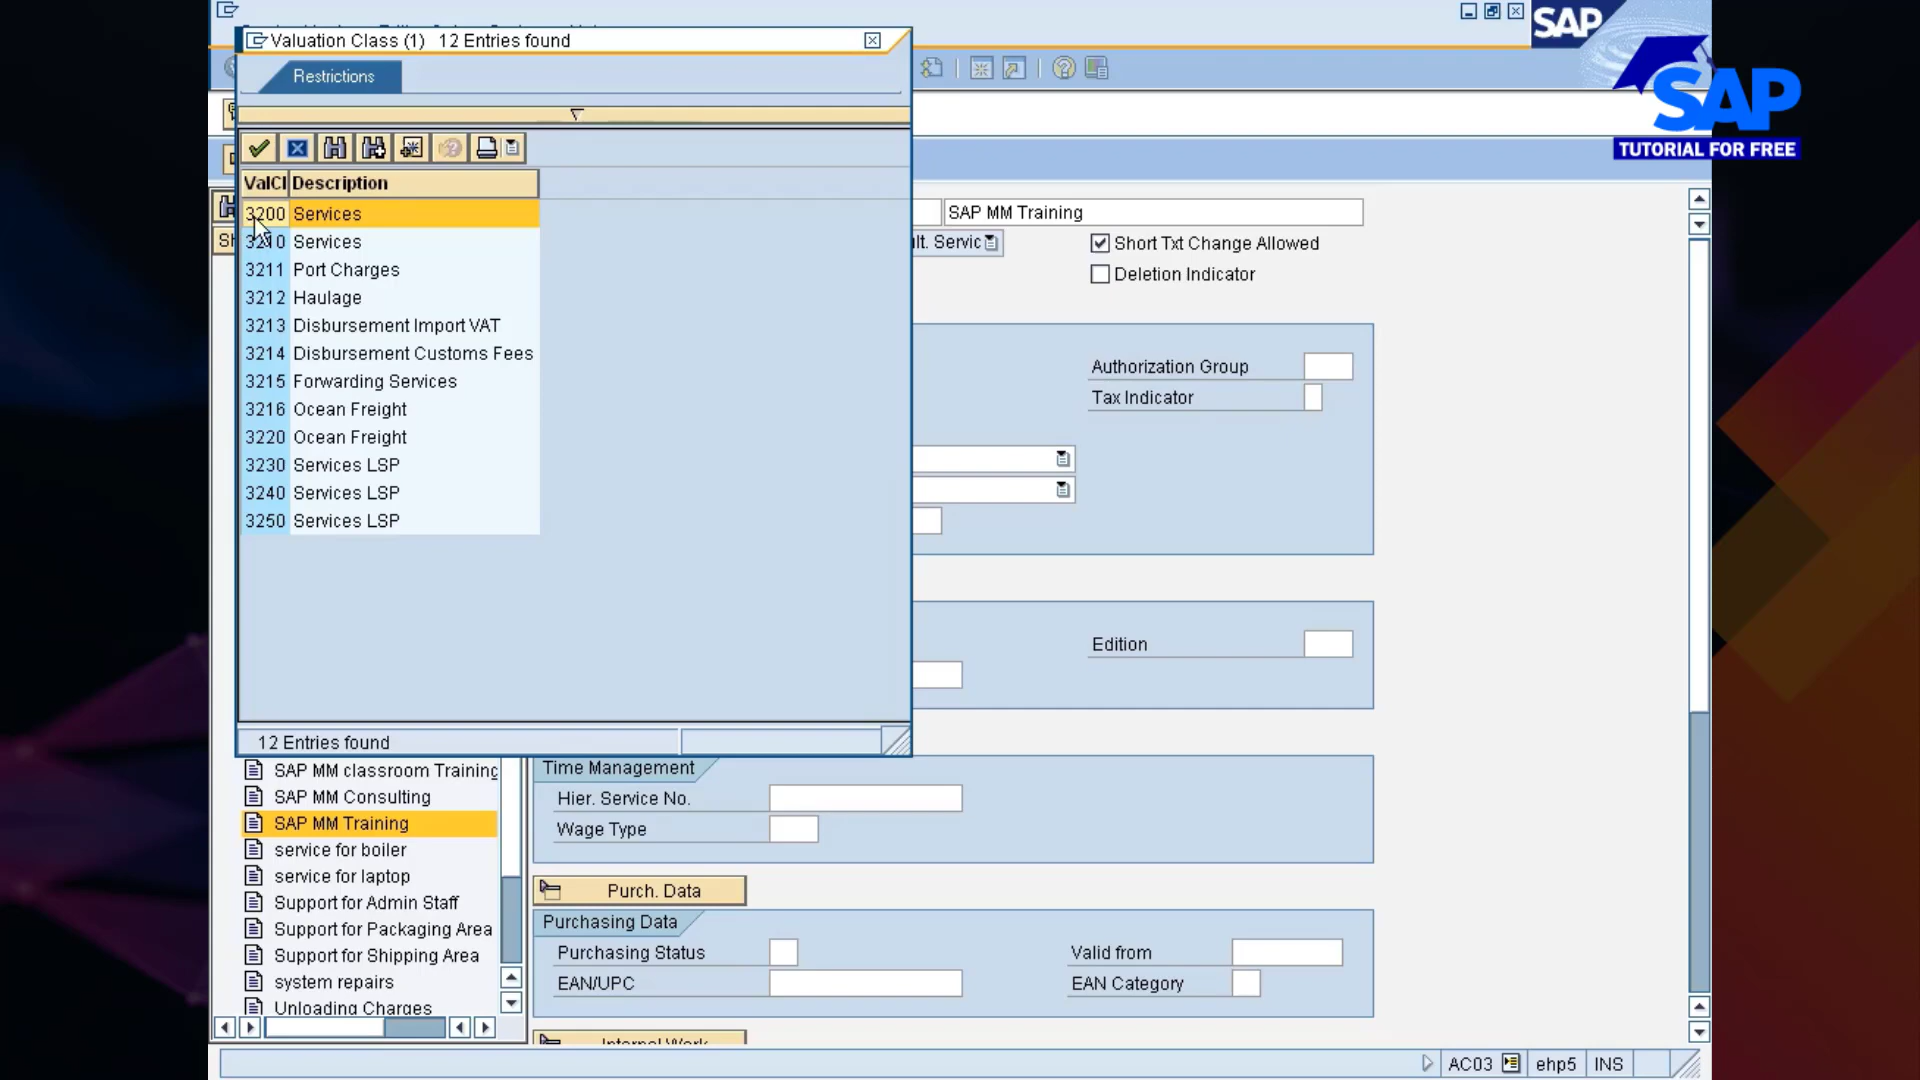 Valuation Class (1)   12 Entries found
Restrictions
ValCl Description
3200 Services
3210 Services
3211 Port Charges
3212 Haulage
3213 Disbursement Import VAT
3214 Disbursement Customs Fees
3215 Forwarding Services
3216 Ocean Freight
3220 Ocean Freight
3230 Services LSP
3240 Services LSP
3250 Services LSP
12 Entries found
SAP
SAP
TUTORIAL FOR FREE
SAP MM Training
Short Txt Change Allowed
Deletion Indicator
Authorization Group
Tax Indicator
Edition
SAP MM classroom Training
SAP MM Consulting
SAP MM Training
service for boiler
service for laptop
Support for Admin Staff
Support for Packaging Area
Support for Shipping Area
system repairs
Unloading Charges
Time Management
Hier. Service No.
Wage Type
Purch. Data
Purchasing Data
Purchasing Status
Valid from
EAN/UPC
EAN Category
Internal Work
AC03
ehp5
INS